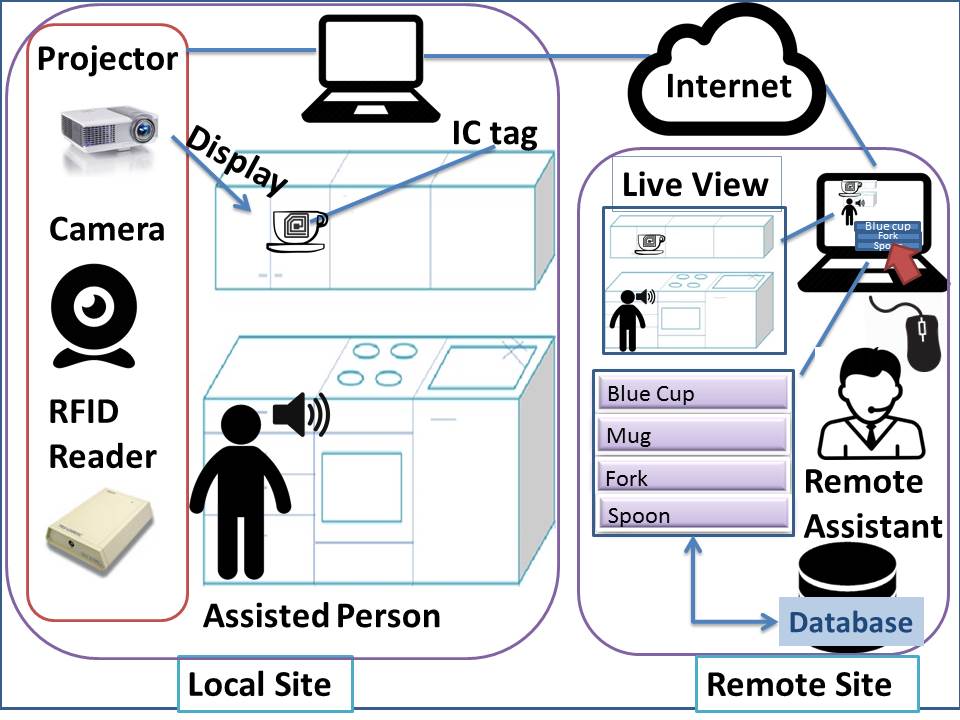 Projector
Display
IC tag
Internet
Camera
RFID
Reader
Assisted Person
Local Site
Live View
Blue cup
Fork
Blue Cup
Mug
Fork
Spoon
Remote
Assistant
Database
Remote Site